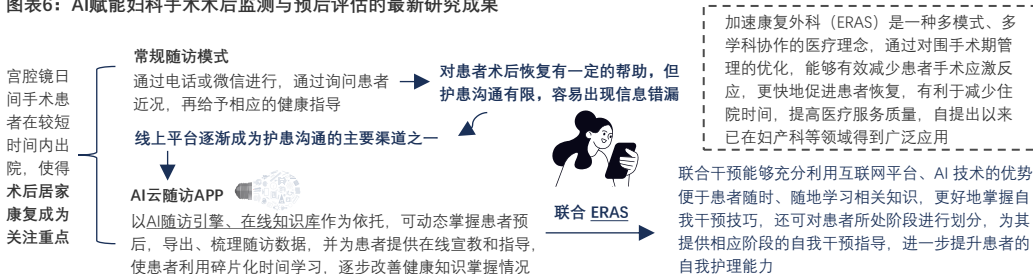 图表6：AI赋能妇科手术术后监测与预后评估的最新研究成果
宫腔镜日
间手术患
者在较短
时间内出
院，使得
术后居家
康复成为
关注重点
常规随访模式
通过电话或微信进行，通过询问患者
近况，再给予相应的健康指导
对患者术后恢复有一定的帮助，但
护患沟通有限，容易出现信息错漏
线上平台逐渐成为护患沟通的主要渠道之一
AI云随访APP
以AI随访引擎、在线知识库作为依托，可动态掌握患者预
后，导出、梳理随访数据，并为患者提供在线宣教和指导，
使患者利用碎片化时间学习，逐步改善健康知识掌握情况
联合 ERAS
加速康复外科（ERAS）是一种多模式、多
学科协作的医疗理念，通过对围手术期管
理的优化，能够有效减少患者手术应激反
应，更快地促进患者恢复，有利于减少住
院时间，提高医疗服务质量，自提出以来
已在妇产科等领域得到广泛应用
联合干预能够充分利用互联网平台、AI 技术的优势
便于患者随时、随地学习相关知识，更好地掌握自
我干预技巧，还可对患者所处阶段进行划分，为其
提供相应阶段的自我干预指导，进一步提升患者的
自我护理能力